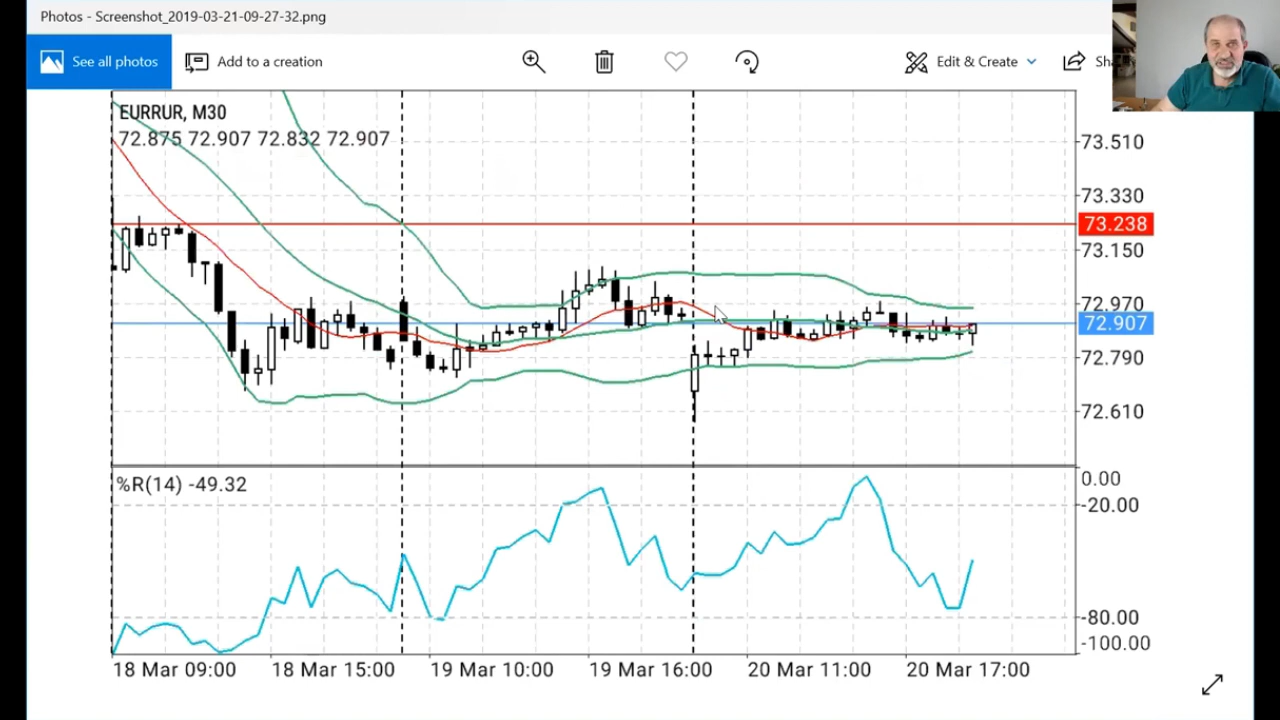 Photos - Screenshot_2019-03-21-09-27-32.png
See all photos
Add to a creation
Edit & Create
EURRUR, M30
72.875 72.907 72.832 72.907
73.510
73.330
73.238
73.150
72.970
72.907
72.790
72.610
%R(14) -49.32
0.00
-20.00
-80.00
-100.00
18 Mar 09:00 18 Mar 15:00 19 Mar 10:00 19 Mar 16:00 20 Mar 11:00 20 Mar 17:00